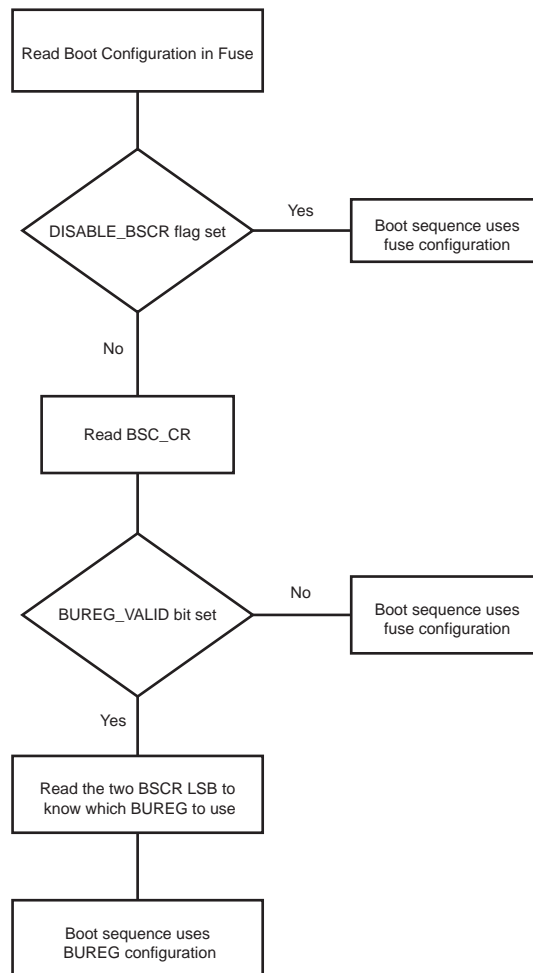 Read Boot Configuration in Fuse
DISABLE_BSCR flag set
Yes
Boot sequence uses
fuse configuration
No
Read BSC_CR
BUREG_VALID bit set
No
Boot sequence uses
fuse configuration
Yes
Read the two BSCR LSB to
know which BUREG to use
Boot sequence uses
BUREG configuration